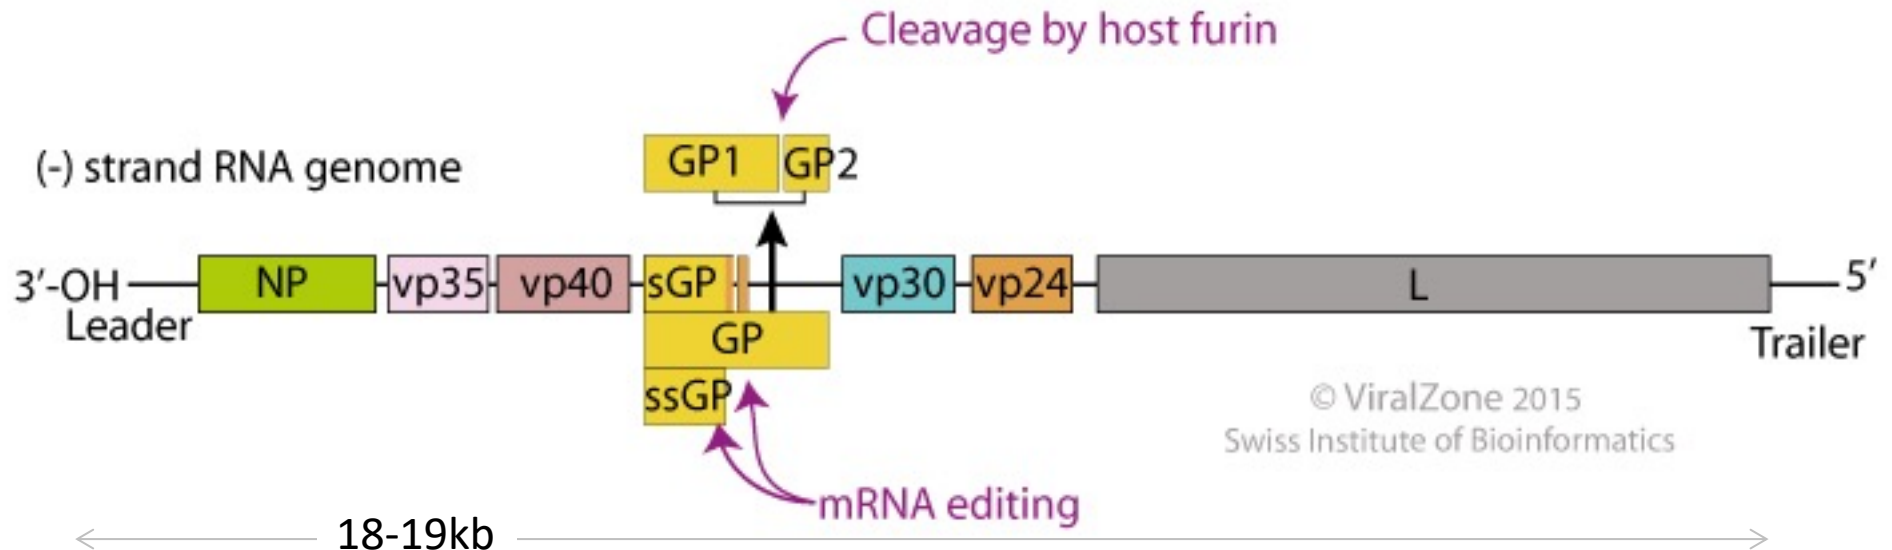 Cleavage by host furin
(-) strand RNA genome
GP1
GP2
3’-OH
NP
vp35
vp40
sGP
vp30
vp24
L
5’
Leader
GP
Trailer
ssGP
© ViralZone 2015
Swiss Institute of Bioinformatics
mRNA editing
18-19kb